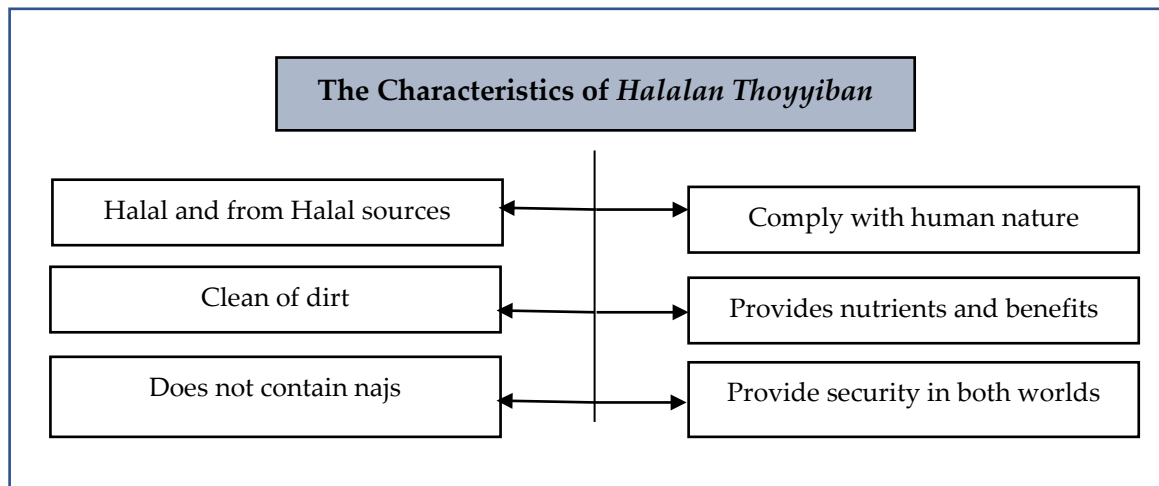 The Characteristics of Halalan Thoyyiban
Halal and from Halal sources
Comply with human nature
Clean of dirt
Provides nutrients and benefits
Does not contain najs
Provide security in both worlds